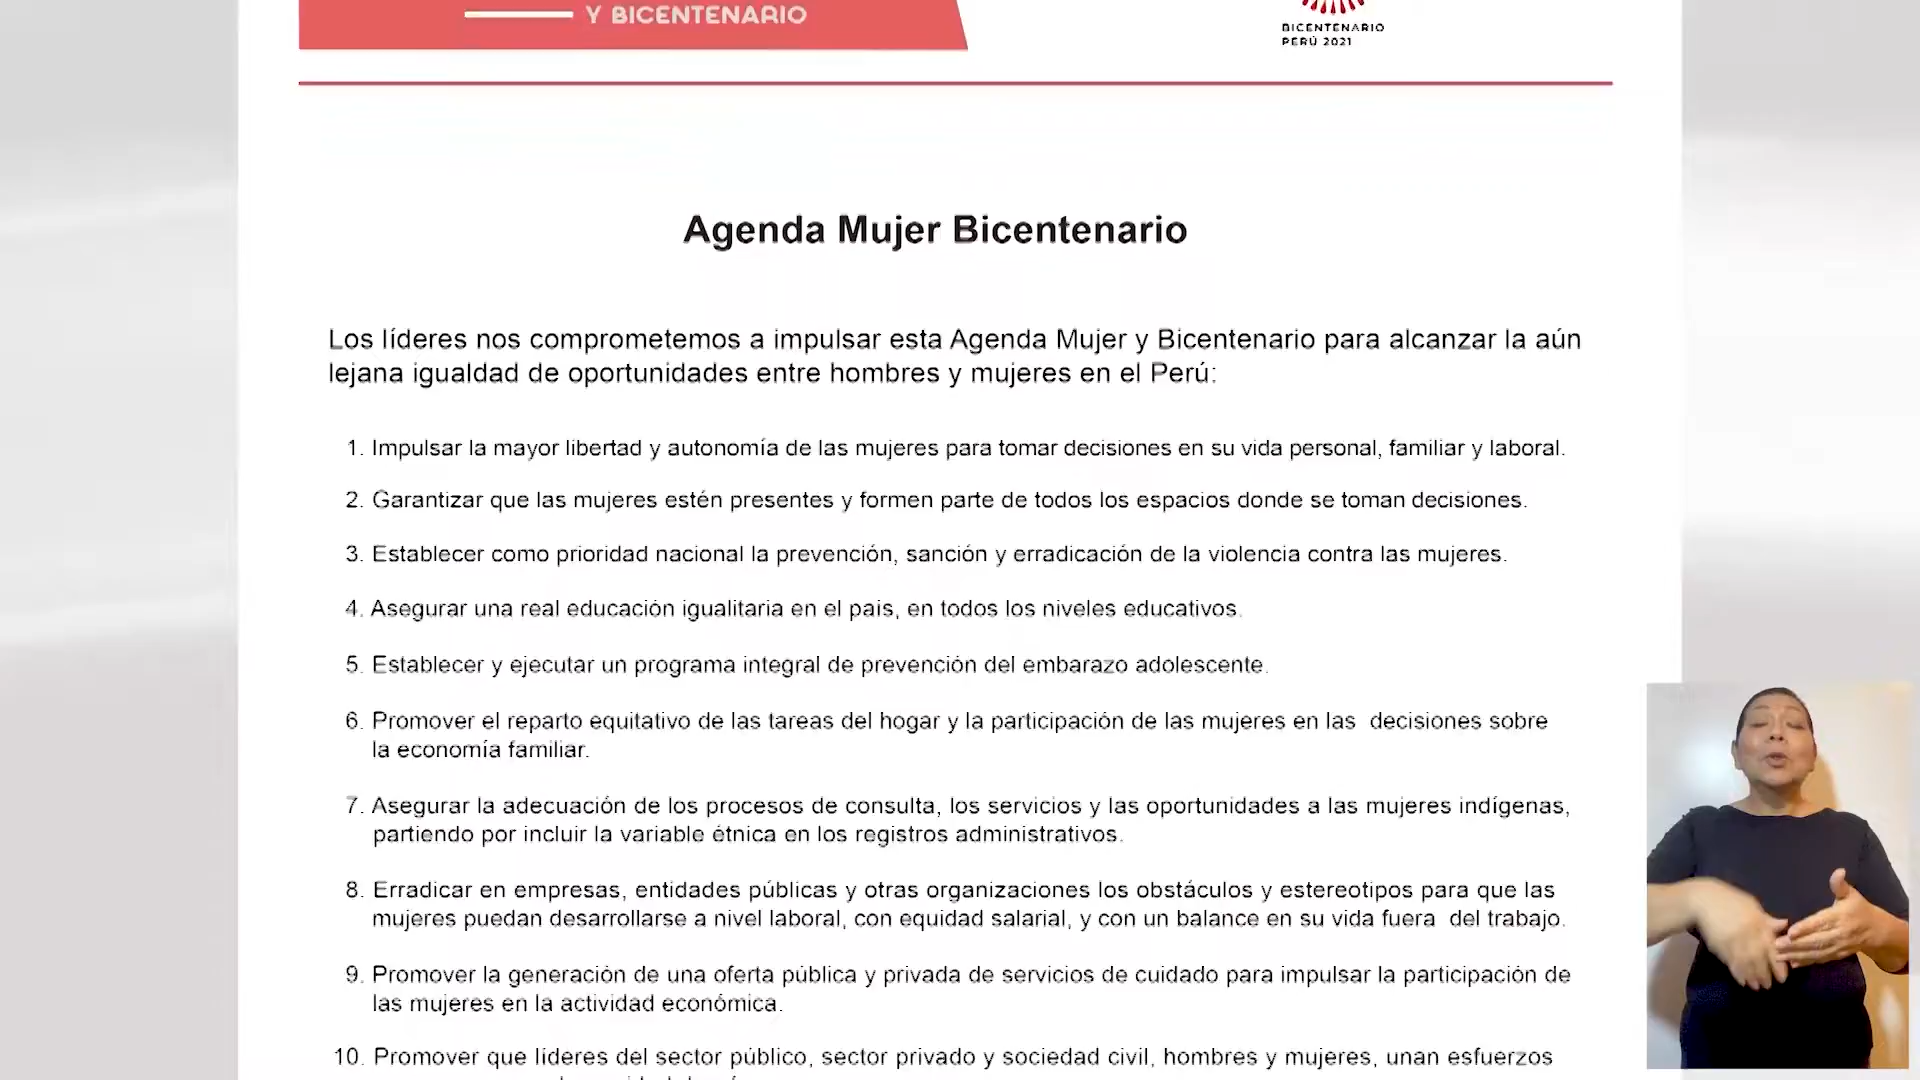 Y BICENTENARIO
BICENTENARIO
PERÚ 2021
Agenda Mujer Bicentenario
Los líderes nos comprometemos a impulsar esta Agenda Mujer y Bicentenario para alcanzar la aún
lejana igualdad de oportunidades entre hombres y mujeres en el Perú:
1. Impulsar la mayor libertad y autonomía de las mujeres para tomar decisiones en su vida personal, familiar y laboral.
2. Garantizar que las mujeres estén presentes y formen parte de todos los espacios donde se toman decisiones.
3. Establecer como prioridad nacional la prevención, sanción y erradicación de la violencia contra las mujeres.
4. Asegurar una real educación igualitaria en el pais, en todos los niveles educativos.
5. Establecer y ejecutar un programa integral de prevención del embarazo adolescente.
6. Promover el reparto equitativo de las tareas del hogar y la participación de las mujeres en las decisiones sobre
la economía familiar.
7. Asegurar la adecuación de los procesos de consulta, los servicios y las oportunidades a las mujeres indígenas,
partiendo por incluir la variable étnica en los registros administrativos.
8. Erradicar en empresas, entidades públicas y otras organizaciones los obstáculos y estereotipos para que las
mujeres puedan desarrollarse a nivel laboral, con equidad salarial, y con un balance en su vida fuera del trabajo.
9. Promover la generación de una oferta pública y privada de servicios de cuidado para impulsar la participación de
las mujeres en la actividad económica.
10. Promover que líderes del sector público, sector privado y sociedad civil, hombres y mujeres, unan esfuerzos